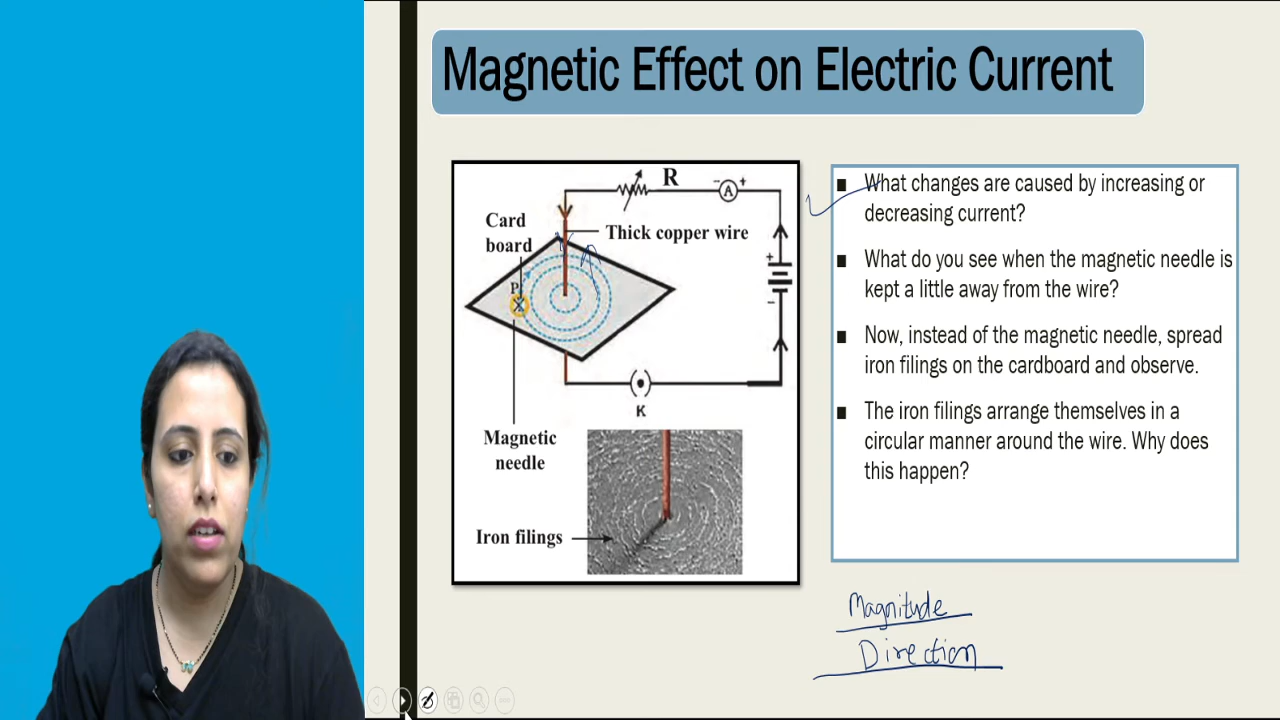 Magnetic Effect on Electric Current
R
- A +
Card
board
Thick copper wire
P
+
-
K
Magnetic
needle
Iron filings
■ What changes are caused by increasing or
decreasing current?
■ What do you see when the magnetic needle is
kept a little away from the wire?
■ Now, instead of the magnetic needle, spread
iron filings on the cardboard and observe.
■ The iron filings arrange themselves in a
circular manner around the wire. Why does
this happen?
Magnitude
Direction